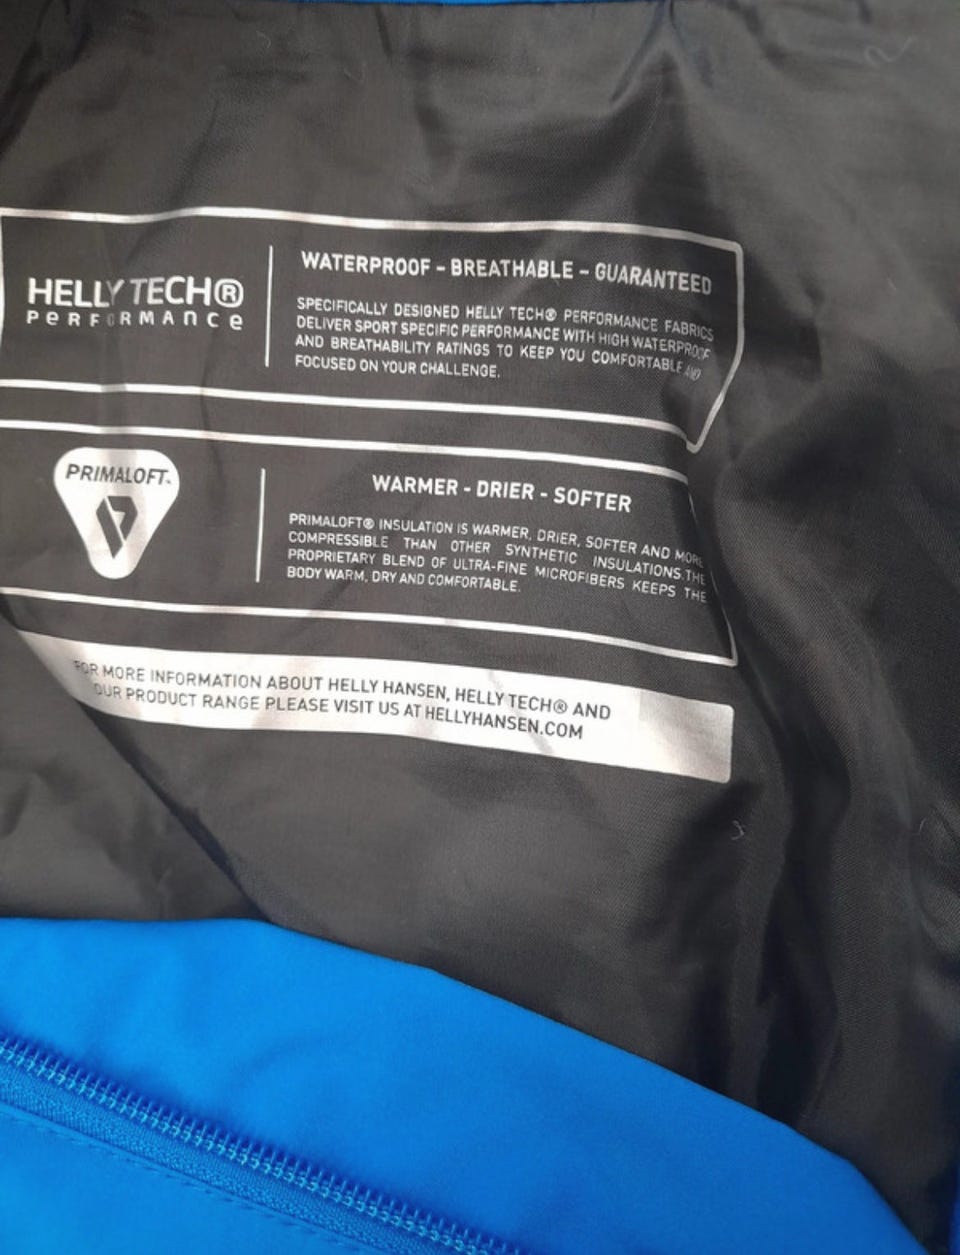 HELLY TECH®
PERFORMANCE
WATERPROOF - BREATHABLE - GUARANTEED
SPECIFICALLY DESIGNED HELLY TECH® PERFORMANCE FABRICS
DELIVER SPORT SPECIFIC PERFORMANCE WITH HIGH WATERPROOF
AND BREATHABILITY RATINGS TO KEEP YOU COMFORTABLE AND
FOCUSED ON YOUR CHALLENGE.
PRIMALOFT™
WARMER - DRIER - SOFTER
PRIMALOFT® INSULATION IS WARMER, DRIER, SOFTER AND MORE
COMPRESSIBLE THAN OTHER SYNTHETIC INSULATIONS.THE
PROPRIETARY BLEND OF ULTRA-FINE MICROFIBERS KEEPS THE
BODY WARM, DRY AND COMFORTABLE.
FOR MORE INFORMATION ABOUT HELLY HANSEN, HELLY TECH® AND
OUR PRODUCT RANGE PLEASE VISIT US AT HELLYHANSEN.COM